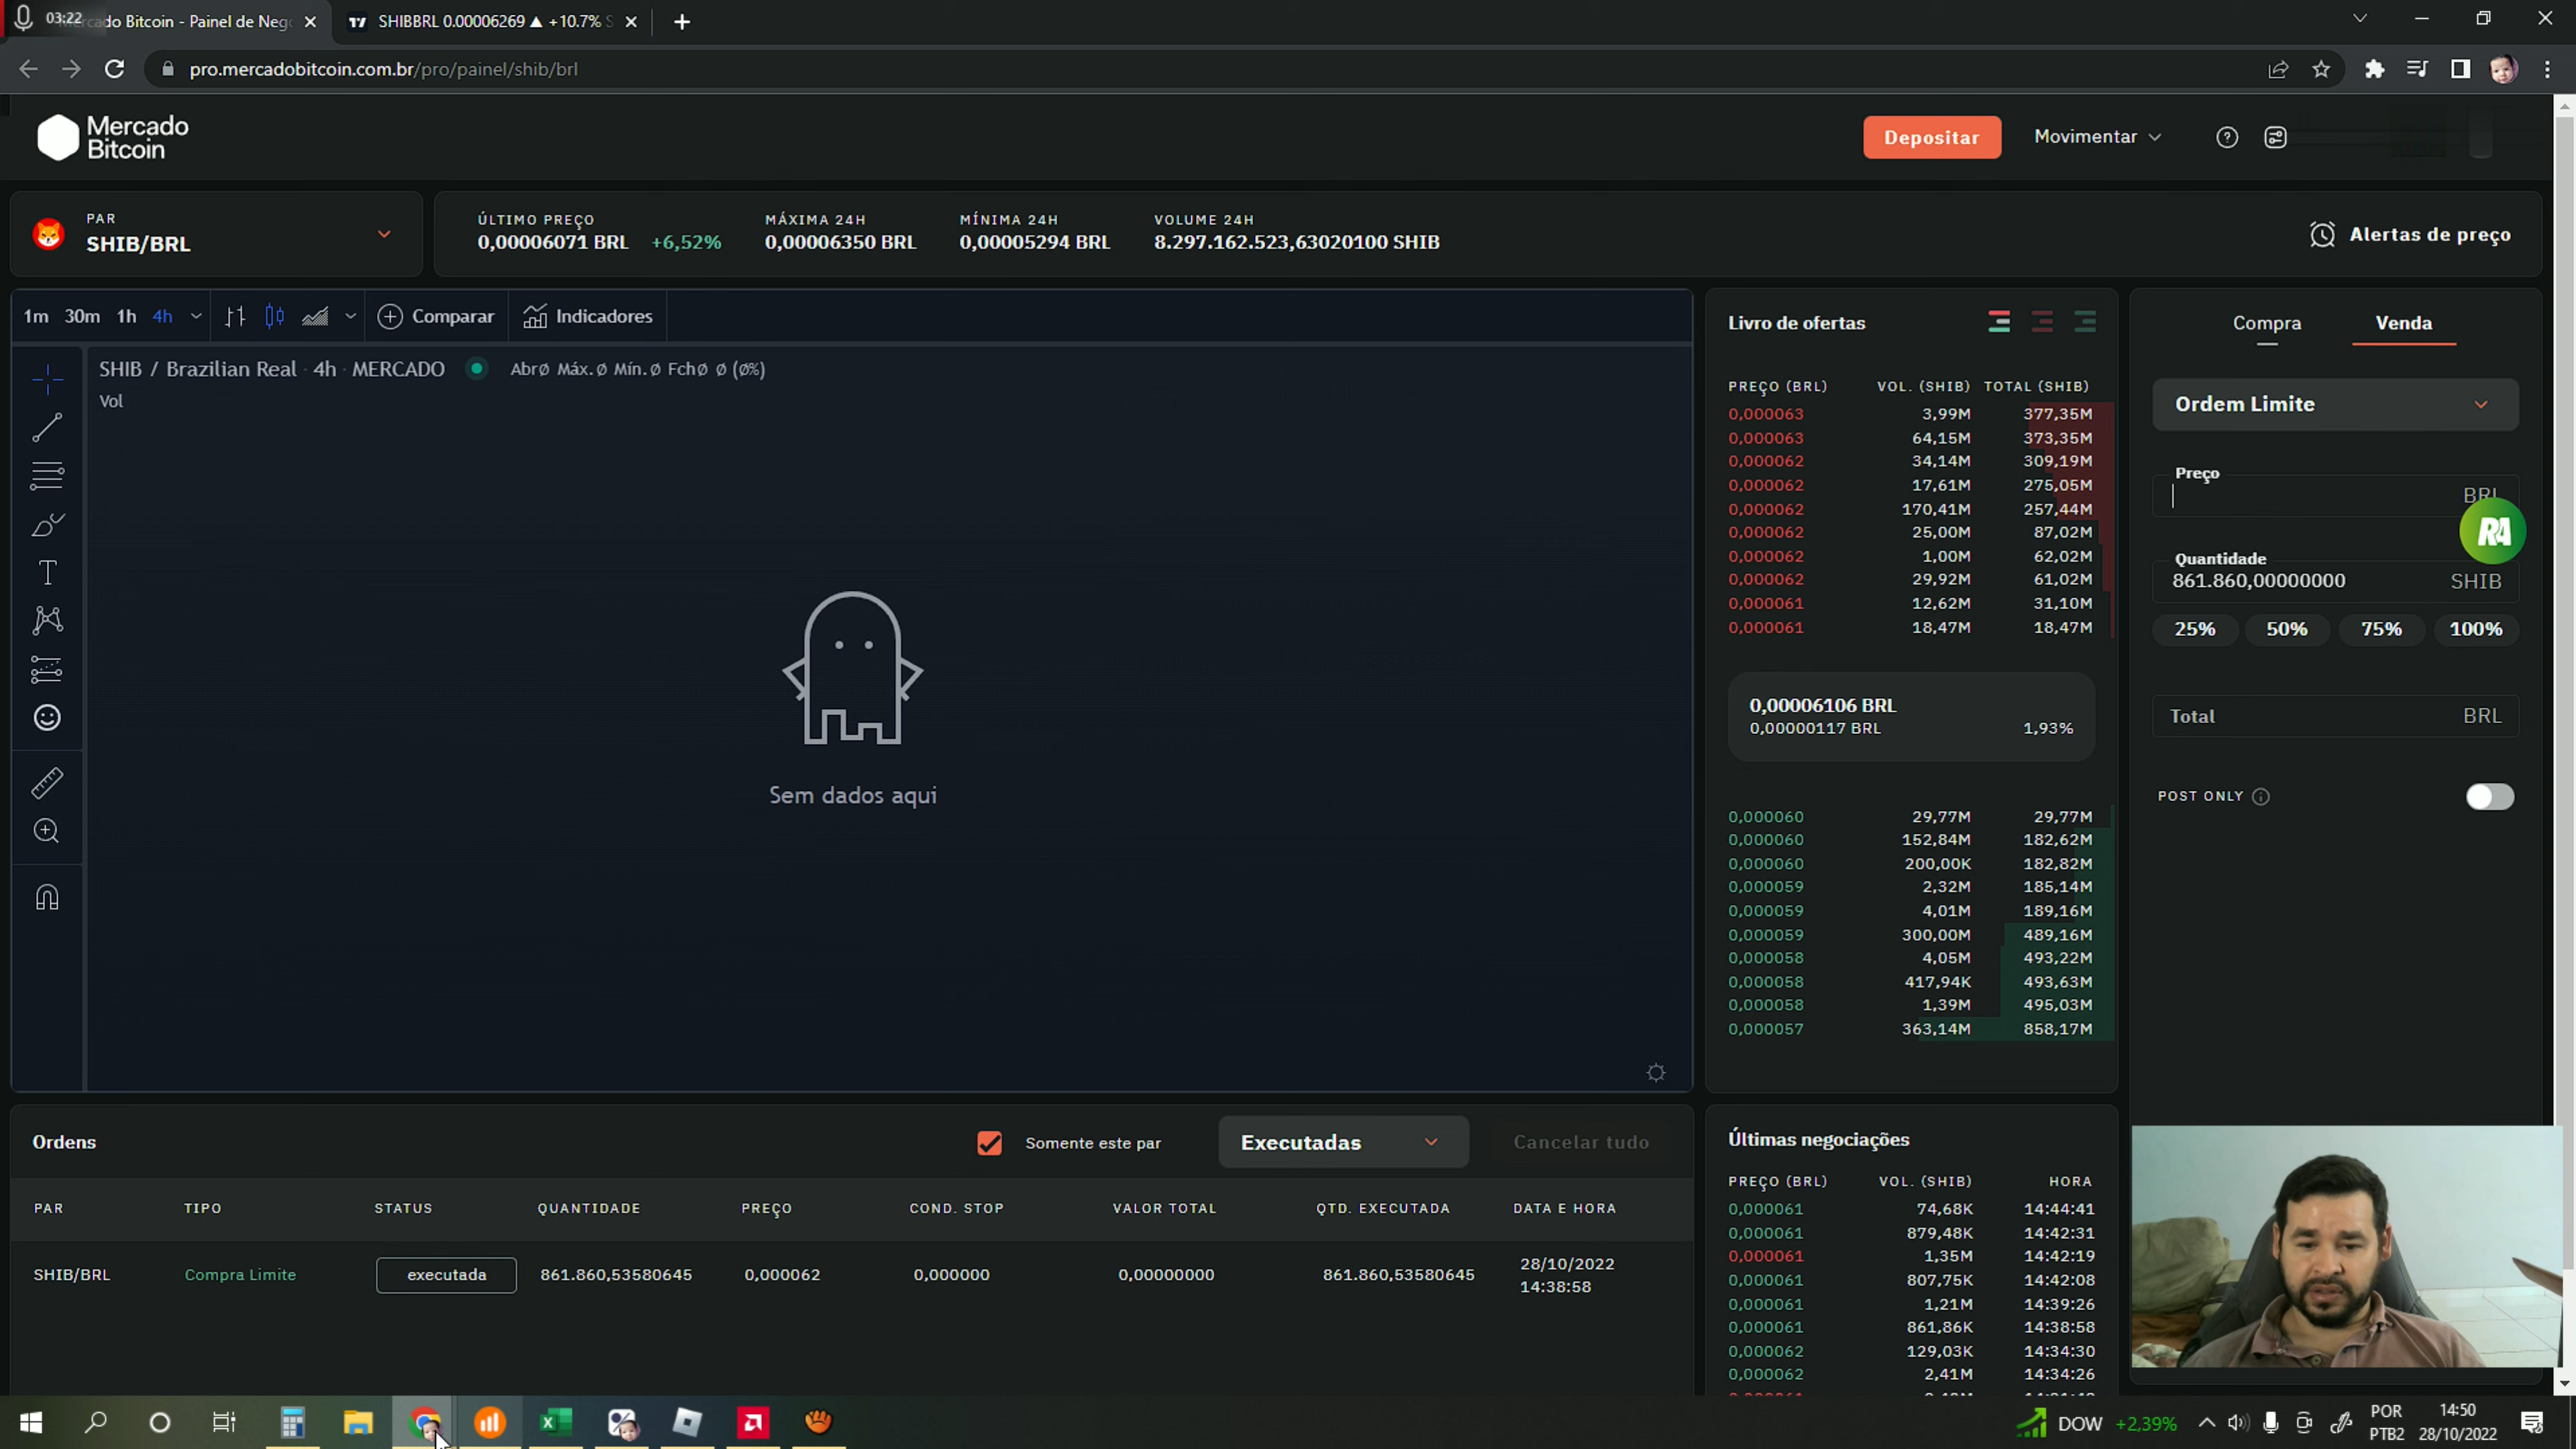 03:22
do Bitcoin - Painel de Neg
SHIBBRL 0.00006269 ▲ +10.7% S
pro.mercadobitcoin.com.br/pro/painel/shib/brl
Mercado
Bitcoin
Depositar
Movimentar
PAR
SHIB/BRL
ÚLTIMO PREÇO
0,00006071 BRL +6,52%
MÁXIMA 24H
0,00006350 BRL
MÍNIMA 24H
0,00005294 BRL
VOLUME 24H
8.297.162.523,63020100 SHIB
Alertas de preço
1m 30m 1h 4h
Comparar
Indicadores
SHIB / Brazilian Real · 4h · MERCADO
AbrØ Máx.Ø Mín.Ø FchØ Ø (Ø%)
Vol
Sem dados aqui
Livro de ofertas
PREÇO (BRL) VOL. (SHIB) TOTAL (SHIB)
0,000063 3,99M 377,35M
0,000063 64,15M 373,35M
0,000062 34,14M 309,19M
0,000062 17,61M 275,05M
0,000062 170,41M 257,44M
0,000062 25,00M 87,02M
0,000062 1,00M 62,02M
0,000062 29,92M 61,02M
0,000061 12,62M 31,10M
0,000061 18,47M 18,47M
0,00006106 BRL
0,00000117 BRL 1,93%
0,000060 29,77M 29,77M
0,000060 152,84M 182,62M
0,000060 200,00K 182,82M
0,000059 2,32M 185,14M
0,000059 4,01M 189,16M
0,000059 300,00M 489,16M
0,000058 4,05M 493,22M
0,000058 417,94K 493,63M
0,000058 1,39M 495,03M
0,000057 363,14M 858,17M
Compra Venda
Ordem Limite
Preço
BRL
RA
Quantidade
861.860,00000000 SHIB
25% 50% 75% 100%
Total BRL
POST ONLY
Ordens
Somente este par
Executadas
Cancelar tudo
PAR TIPO STATUS QUANTIDADE PREÇO COND. STOP VALOR TOTAL QTD. EXECUTADA DATA E HORA
SHIB/BRL Compra Limite executada 861.860,53580645 0,000062 0,000000 0,00000000 861.860,53580645 28/10/2022
14:38:58
Últimas negociações
PREÇO (BRL) VOL. (SHIB) HORA
0,000061 74,68K 14:44:41
0,000061 879,48K 14:42:31
0,000061 1,35M 14:42:19
0,000061 807,75K 14:42:08
0,000061 1,21M 14:39:26
0,000061 861,86K 14:38:58
0,000062 129,03K 14:34:30
0,000062 2,41M 14:34:26
DOW +2,39%
POR
PTB2
14:50
28/10/2022